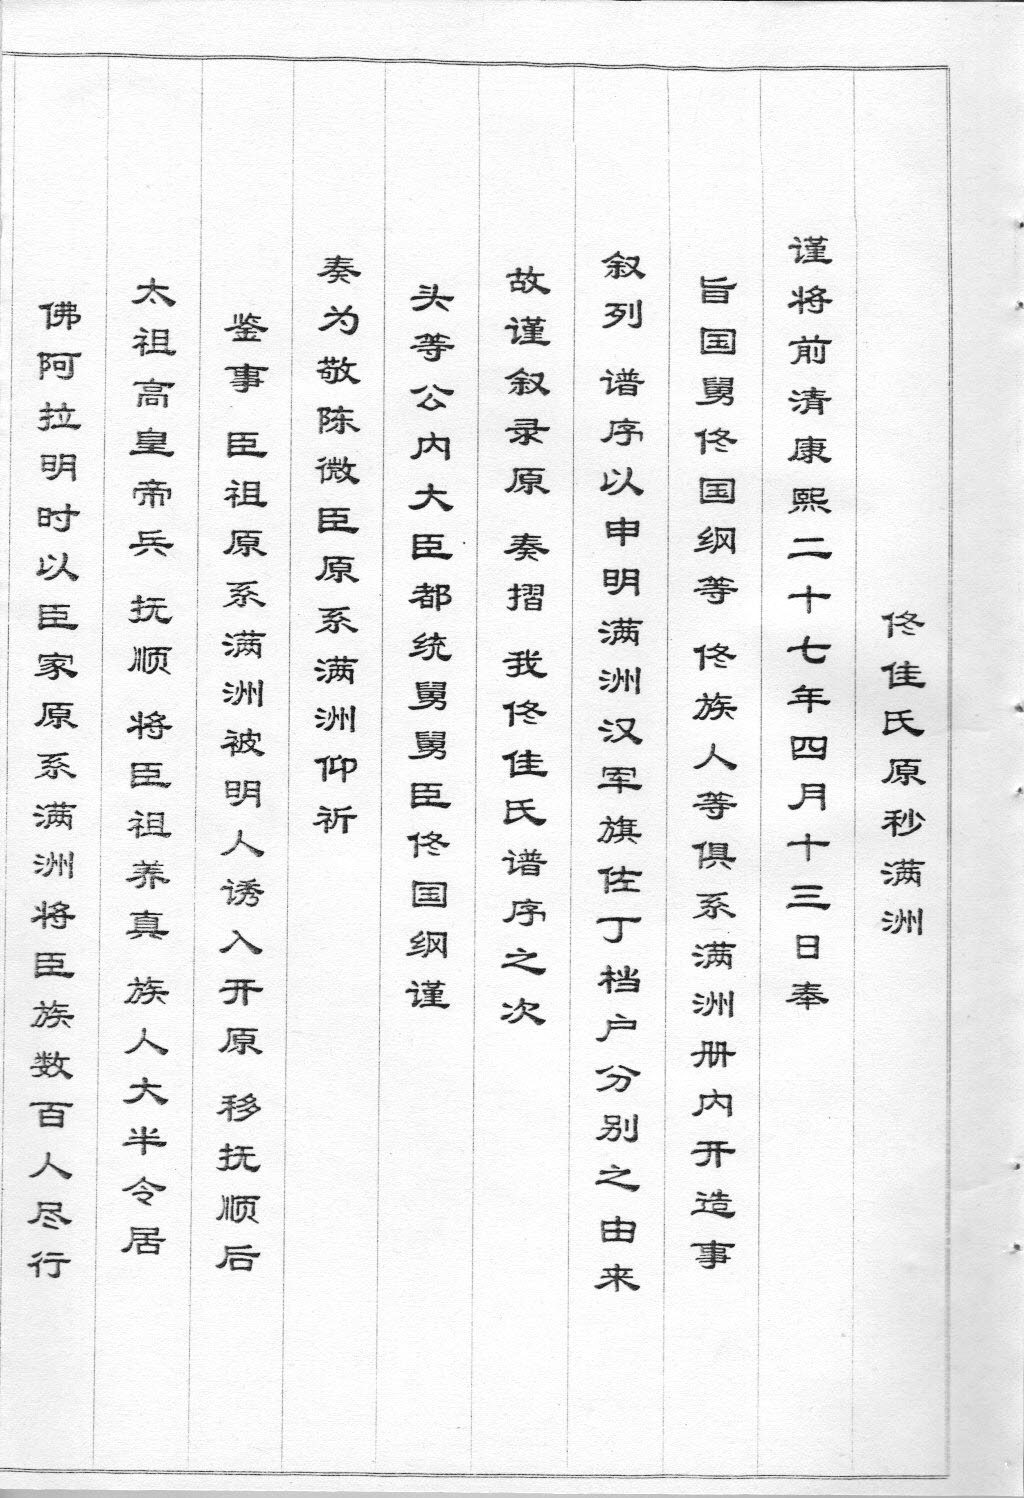 佟佳氏原秒满洲
谨将前清康熙二十七年四月十三日奉
旨国舅佟国纲等 佟族人等俱系满洲册内开造事
叙列 谱序以申明满洲汉军旗佐丁档户分别之由来
故谨叙录原 奏摺 我佟佳氏谱序之次
头等公内大臣都统舅舅臣佟国纲谨
奏为敬陈微臣原系满洲仰祈
鉴事 臣祖原系满洲被明人诱入开原 移抚顺后
太祖高皇帝兵 抚顺 将臣祖养真 族人大半令居
佛阿拉明时以臣家原系满洲将臣族数百人尽行